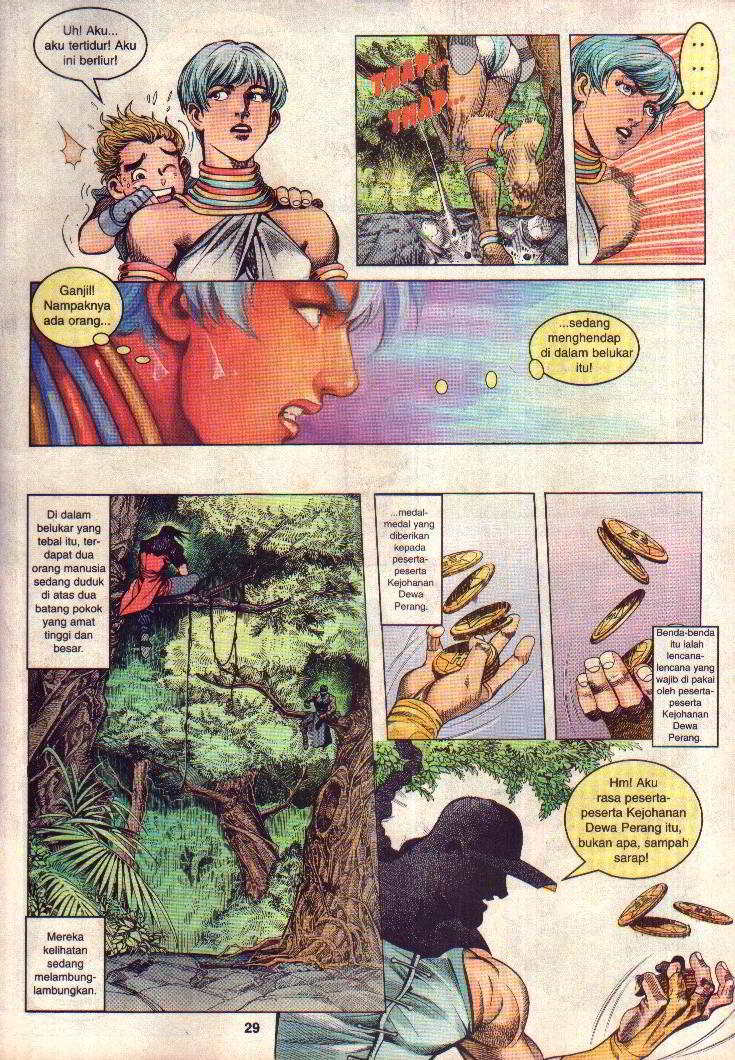 Uh! Aku...
aku tertidur! Aku
ini berliur!
THAP...
THAP...
..
..
..
Ganjil!
Nampaknya
ada orang...
...sedang
menghendap
di dalam belukar
itu!
Di dalam
belukar yang
tebal itu, ter-
dapat dua
orang manusia
sedang duduk
di atas dua
batang pokok
yang amat
tinggi dan
besar.
Mereka
kelihatan
sedang
melambung-
lambungkan.
...medal-
medal yang
diberikan
kepada
peserta-
peserta
Kejohanan
Dewa
Perang.
Benda-benda
itu ialah
lencana-
lencana yang
wajib di pakai
oleh peserta-
peserta
Kejohanan
Dewa
Perang.
Hm! Aku
rasa peserta-
peserta Kejohanan
Dewa Perang itu,
bukan apa, sampah
sarap!
29